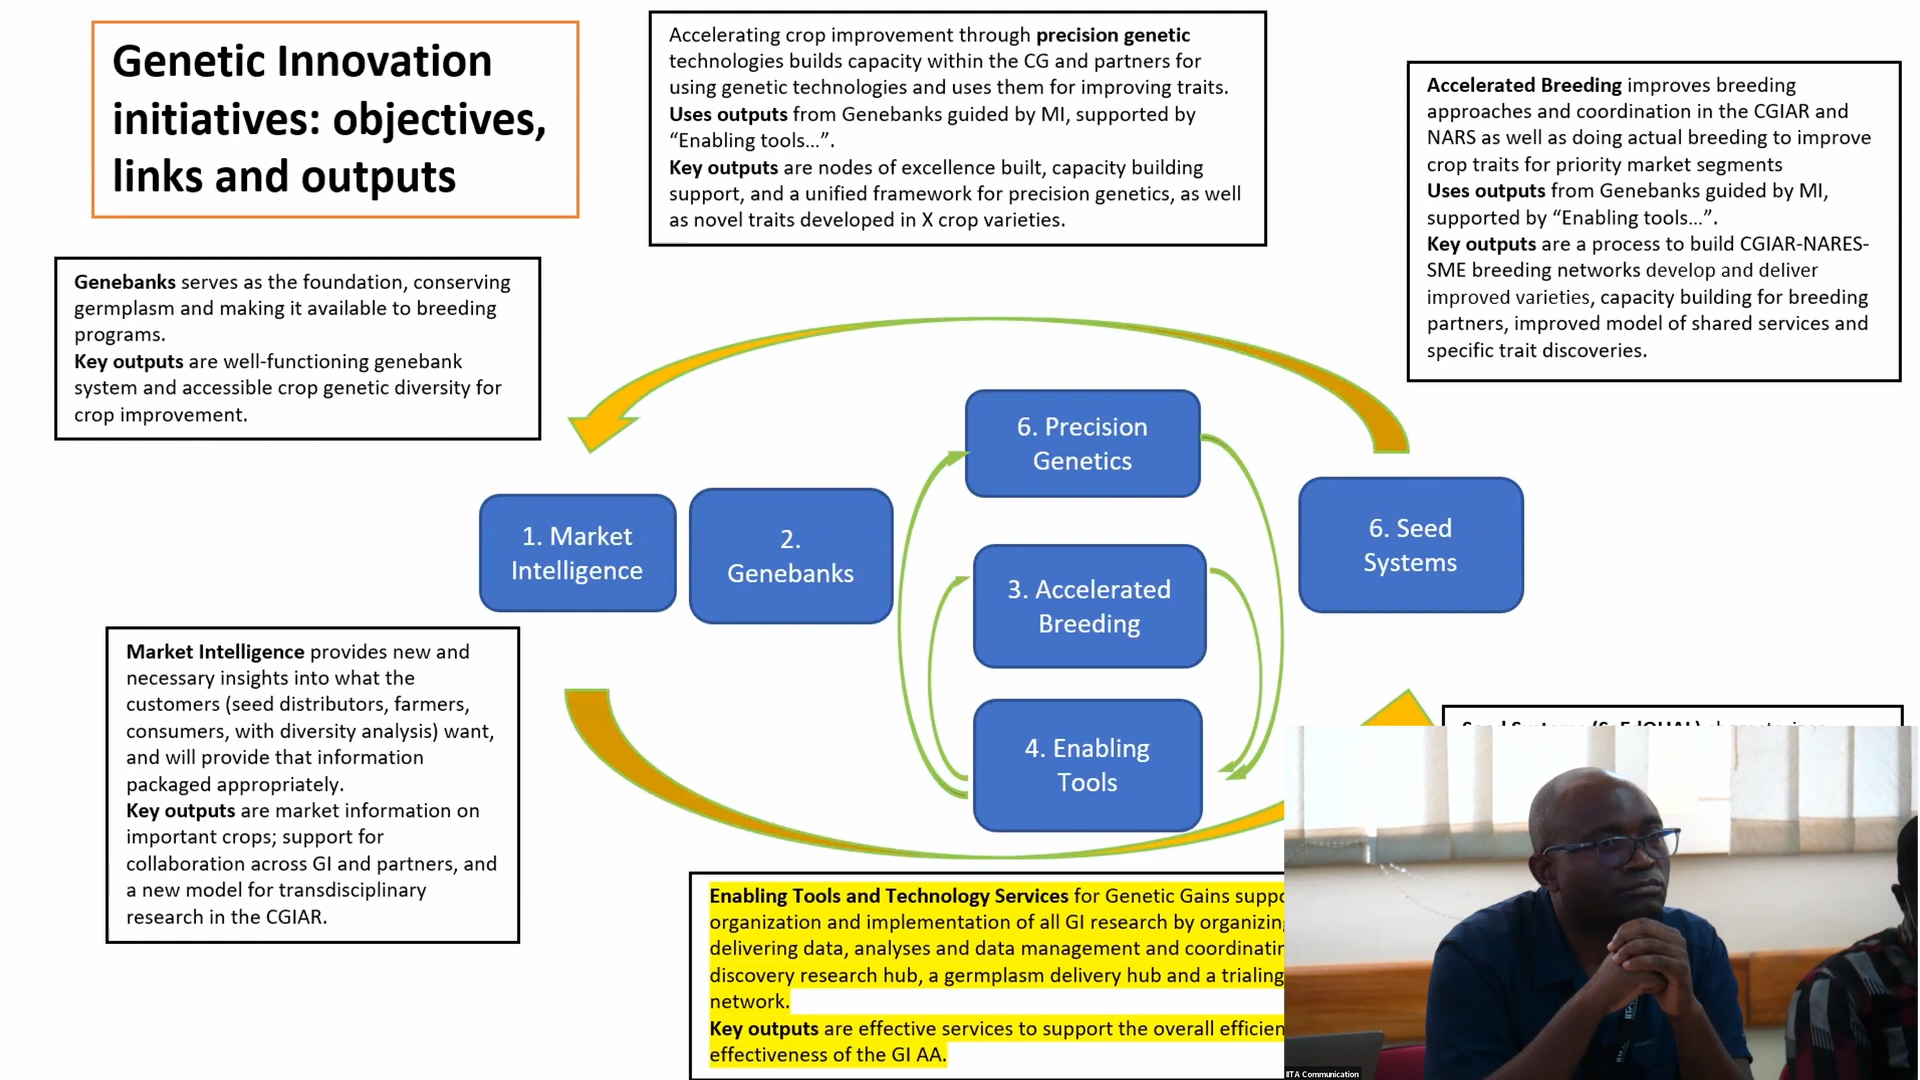 Genetic Innovation
initiatives: objectives,
links and outputs
Accelerating crop improvement through precision genetic
technologies builds capacity within the CG and partners for
using genetic technologies and uses them for improving traits.
Uses outputs from Genebanks guided by MI, supported by
“Enabling tools...”.
Key outputs are nodes of excellence built, capacity building
support, and a unified framework for precision genetics, as well
as novel traits developed in X crop varieties.
Accelerated Breeding improves breeding
approaches and coordination in the CGIAR and
NARS as well as doing actual breeding to improve
crop traits for priority market segments
Uses outputs from Genebanks guided by MI,
supported by “Enabling tools...”.
Key outputs are a process to build CGIAR-NARES-
SME breeding networks develop and deliver
improved varieties, capacity building for breeding
partners, improved model of shared services and
specific trait discoveries.
Genebanks serves as the foundation, conserving
germplasm and making it available to breeding
programs.
Key outputs are well-functioning genebank
system and accessible crop genetic diversity for
crop improvement.
1. Market
Intelligence
2.
Genebanks
6. Precision
Genetics
3. Accelerated
Breeding
4. Enabling
Tools
6. Seed
Systems
Market Intelligence provides new and
necessary insights into what the
customers (seed distributors, farmers,
consumers, with diversity analysis) want,
and will provide that information
packaged appropriately.
Key outputs are market information on
important crops; support for
collaboration across GI and partners, and
a new model for transdisciplinary
research in the CGIAR.
Enabling Tools and Technology Services for Genetic Gains
organization and implementation of all GI research by
delivering data, analyses and data management and
discovery research hub, a germplasm delivery hub and a trialing
network.
Key outputs are effective services to support the overall
effectiveness of the GI AA.
IITA
IITA Communication